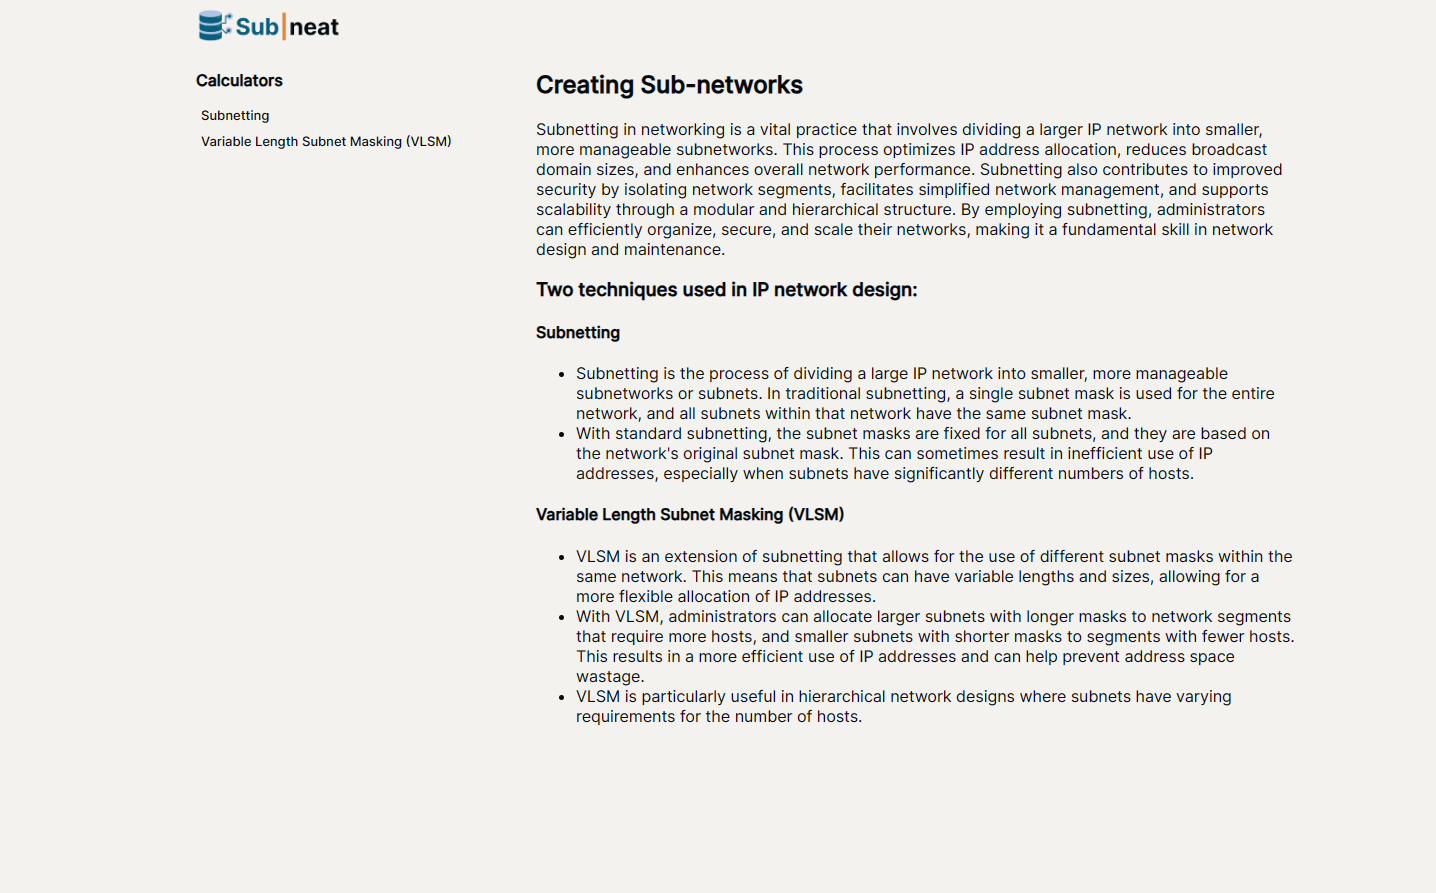 Sub|neat
Calculators
Subnetting
Variable Length Subnet Masking (VLSM)
Creating Sub-networks
Subnetting in networking is a vital practice that involves dividing a larger IP network into smaller,
more manageable subnetworks. This process optimizes IP address allocation, reduces broadcast
domain sizes, and enhances overall network performance. Subnetting also contributes to improved
security by isolating network segments, facilitates simplified network management, and supports
scalability through a modular and hierarchical structure. By employing subnetting, administrators
can efficiently organize, secure, and scale their networks, making it a fundamental skill in network
design and maintenance.
Two techniques used in IP network design:
Subnetting
• Subnetting is the process of dividing a large IP network into smaller, more manageable
subnetworks or subnets. In traditional subnetting, a single subnet mask is used for the entire
network, and all subnets within that network have the same subnet mask.
• With standard subnetting, the subnet masks are fixed for all subnets, and they are based on
the network's original subnet mask. This can sometimes result in inefficient use of IP
addresses, especially when subnets have significantly different numbers of hosts.
Variable Length Subnet Masking (VLSM)
• VLSM is an extension of subnetting that allows for the use of different subnet masks within the
same network. This means that subnets can have variable lengths and sizes, allowing for a
more flexible allocation of IP addresses.
• With VLSM, administrators can allocate larger subnets with longer masks to network segments
that require more hosts, and smaller subnets with shorter masks to segments with fewer hosts.
This results in a more efficient use of IP addresses and can help prevent address space
wastage.
• VLSM is particularly useful in hierarchical network designs where subnets have varying
requirements for the number of hosts.